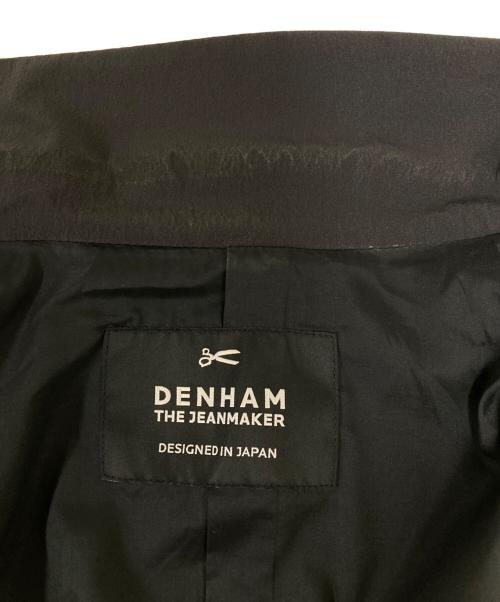 DENHAM
THE JEANMAKER
DESIGNED IN JAPAN